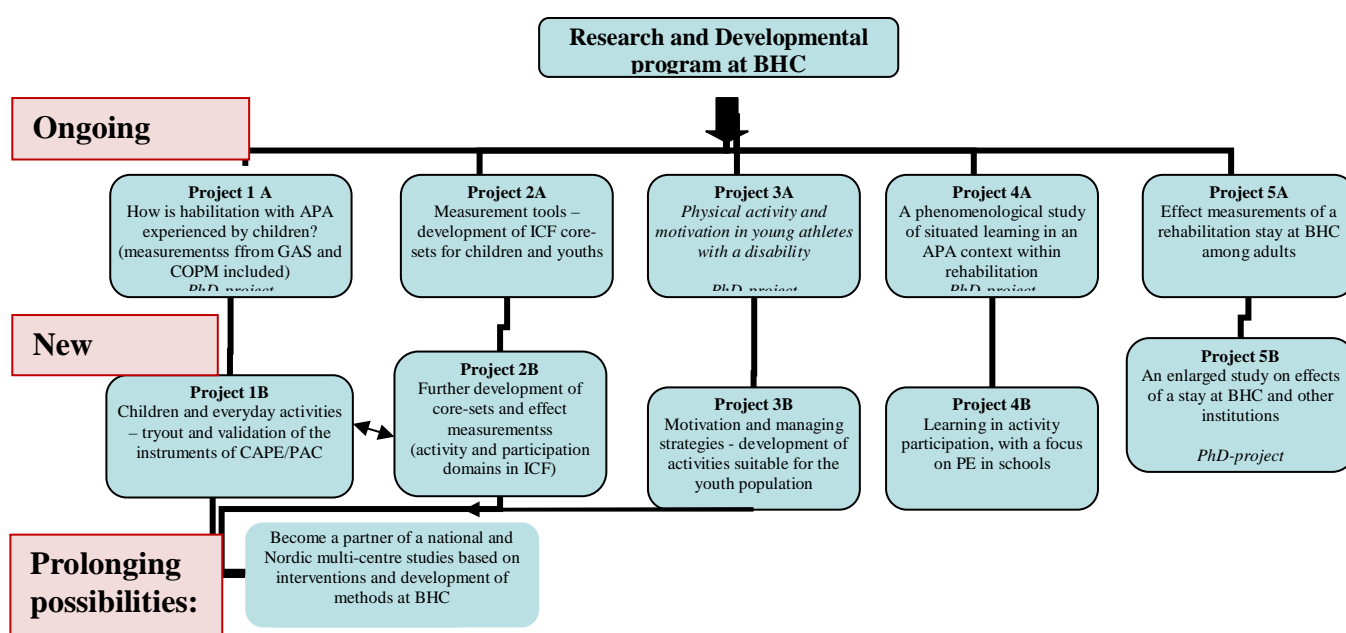 Research and Developmental
program at BHC
Ongoing
Project 1 A
How is habilitation with APA
experienced by children?
(measurementss ffrom GAS and
COPM included)
PhD-project
Project 2A
Measurement tools –
development of ICF core-
sets for children and youths
Project 3A
Physical activity and
motivation in young athletes
with a disability
PhD-project
Project 4A
A phenomenological study
of situated learning in an
APA context within
rehabilitation
PhD-project
Project 5A
Effect measurements of a
rehabilitation stay at BHC
among adults
New
Project 1B
Children and everyday activities
– tryout and validation of the
instruments of CAPE/PAC
Project 2B
Further development of
core-sets and effect
measurementss
(activity and participation
domains in ICF)
Project 3B
Motivation and managing
strategies - development of
activities suitable for the
youth population
Project 4B
Learning in activity
participation, with a focus
on PE in schools
Project 5B
An enlarged study on effects
of a stay at BHC and other
institutions
PhD-project
Prolonging
possibilities:
Become a partner of a national and
Nordic multi-centre studies based on
interventions and development of
methods at BHC